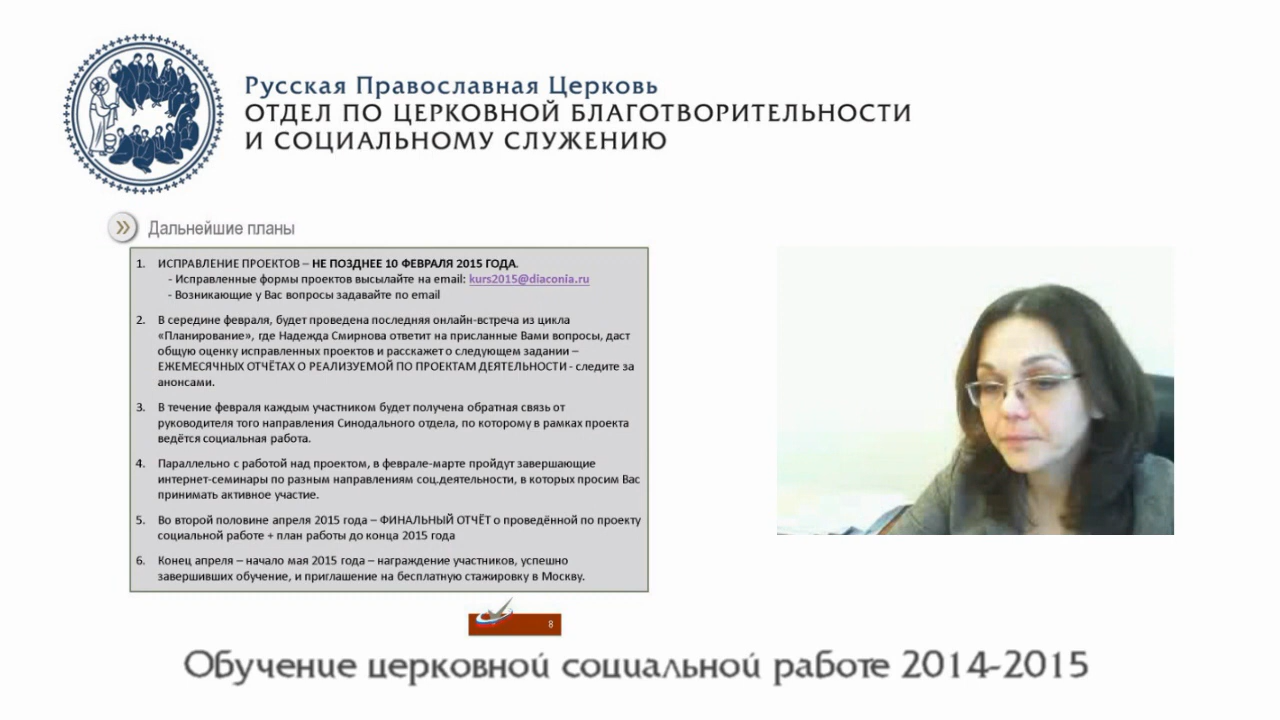 Русская Православная Церковь
ОТДЕЛ ПО ЦЕРКОВНОЙ БЛАГОТВОРИТЕЛЬНОСТИ
И СОЦИАЛЬНОМУ СЛУЖЕНИЮ
Дальнейшие планы
1. ИСПРАВЛЕНИЕ ПРОЕКТОВ – НЕ ПОЗДНЕЕ 10 ФЕВРАЛЯ 2015 ГОДА.
- Исправленные формы проектов высылайте на email: kurs2015@diaconia.ru
- Возникающие у Вас вопросы задавайте по email
2. В середине февраля, будет проведена последняя онлайн-встреча из цикла
«Планирование», где Надежда Смирнова ответит на присланные Вами вопросы, даст
общую оценку исправленных проектов и расскажет о следующем задании –
ЕЖЕМЕСЯЧНЫХ ОТЧЁТАХ О РЕАЛИЗУЕМОЙ ПО ПРОЕКТАМ ДЕЯТЕЛЬНОСТИ - следите за
анонсами.
3. В течение февраля каждым участником будет получена обратная связь от
руководителя того направления Синодального отдела, по которому в рамках проекта
ведётся социальная работа.
4. Параллельно с работой над проектом, в феврале-марте пройдут завершающие
интернет-семинары по разным направлениям соц.деятельности, в которых просим Вас
принимать активное участие.
5. Во второй половине апреля 2015 года – ФИНАЛЬНЫЙ ОТЧЁТ о проведённой по проекту
социальной работе + план работы до конца 2015 года
6. Конец апреля – начало мая 2015 года – награждение участников, успешно
завершивших обучение, и приглашение на бесплатную стажировку в Москву.
8
Обучение церковной социальной работе 2014-2015